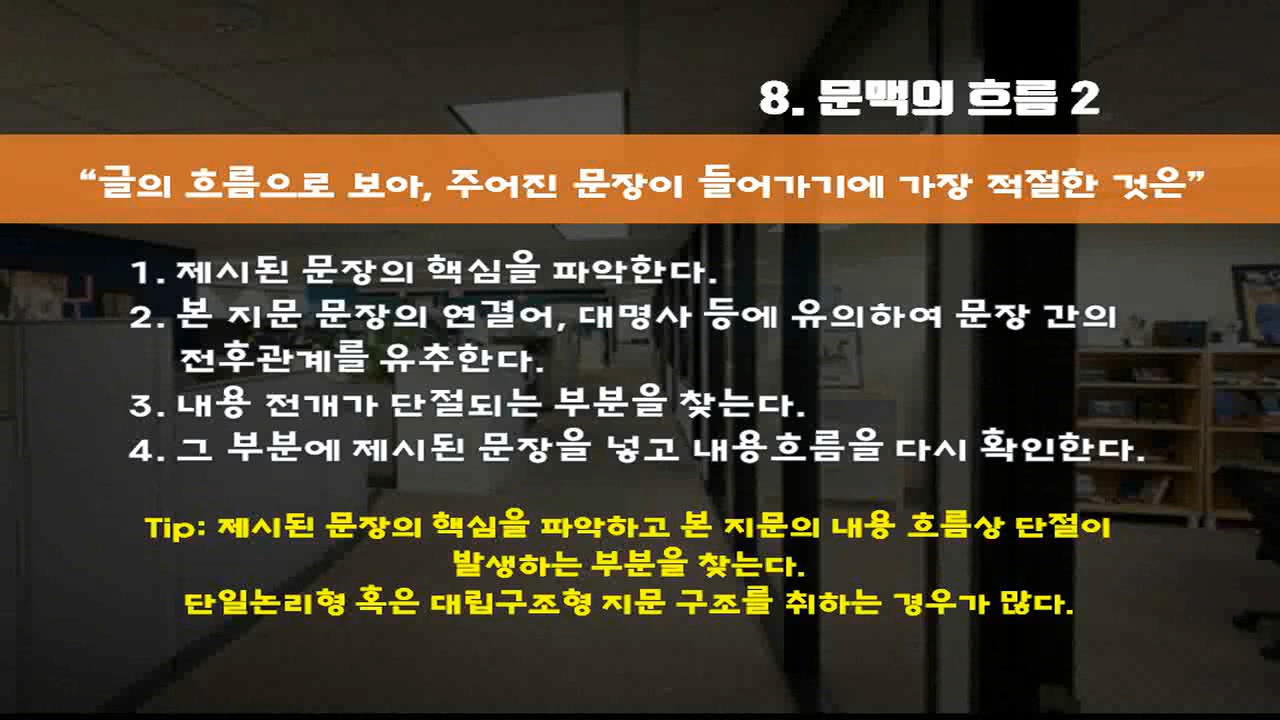 8. 문맥의 흐름 2
“글의 흐름으로 보아, 주어진 문장이 들어가기에 가장 적절한 것은”
1. 제시된 문장의 핵심을 파악한다.
2. 본 지문 문장의 연결어, 대명사 등에 유의하여 문장 간의
전후관계를 유추한다.
3. 내용 전개가 단절되는 부분을 찾는다.
4. 그 부분에 제시된 문장을 넣고 내용흐름을 다시 확인한다.
Tip: 제시된 문장의 핵심을 파악하고 본 지문의 내용 흐름상 단절이
발생하는 부분을 찾는다.
단일논리형 혹은 대립구조형 지문 구조를 취하는 경우가 많다.